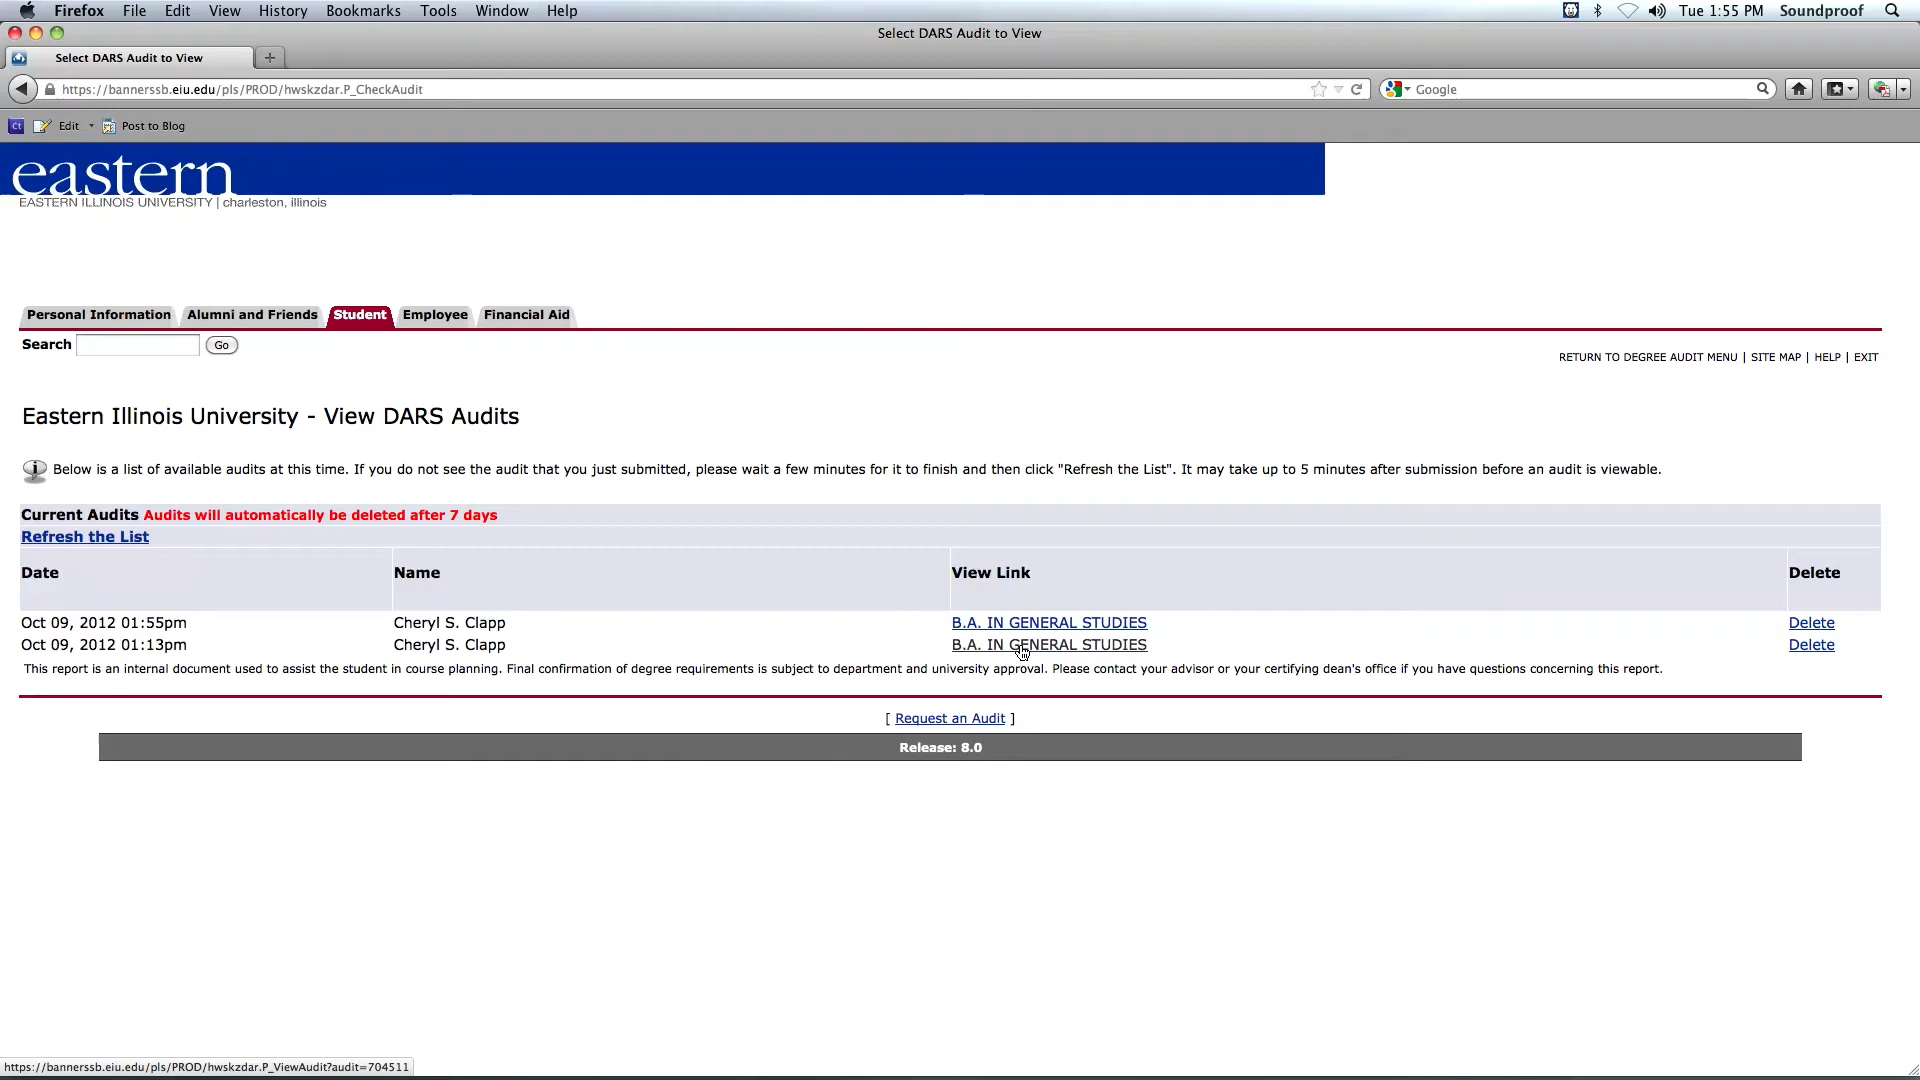 Firefox File Edit View History Bookmarks Tools Window Help Tue 1:55 PM Soundproof
Select DARS Audit to View
Select DARS Audit to View
https://bannerssb.eiu.edu/pls/PROD/hwskzdar.P_CheckAudit Google
Ct Edit Post to Blog
eastern
EASTERN ILLINOIS UNIVERSITY | charleston, illinois
Personal Information Alumni and Friends Student Employee Financial Aid
Search Go
RETURN TO DEGREE AUDIT MENU | SITE MAP | HELP | EXIT
Eastern Illinois University - View DARS Audits
Below is a list of available audits at this time. If you do not see the audit that you just submitted, please wait a few minutes for it to finish and then click "Refresh the List". It may take up to 5 minutes after submission before an audit is viewable.
Current Audits Audits will automatically be deleted after 7 days
Refresh the List
Date Name View Link Delete
Oct 09, 2012 01:55pm Cheryl S. Clapp B.A. IN GENERAL STUDIES Delete
Oct 09, 2012 01:13pm Cheryl S. Clapp B.A. IN GENERAL STUDIES Delete
This report is an internal document used to assist the student in course planning. Final confirmation of degree requirements is subject to department and university approval. Please contact your advisor or your certifying dean's office if you have questions concerning this report.
[ Request an Audit ]
Release: 8.0
https://bannerssb.eiu.edu/pls/PROD/hwskzdar.P_ViewAudit?audit=704511